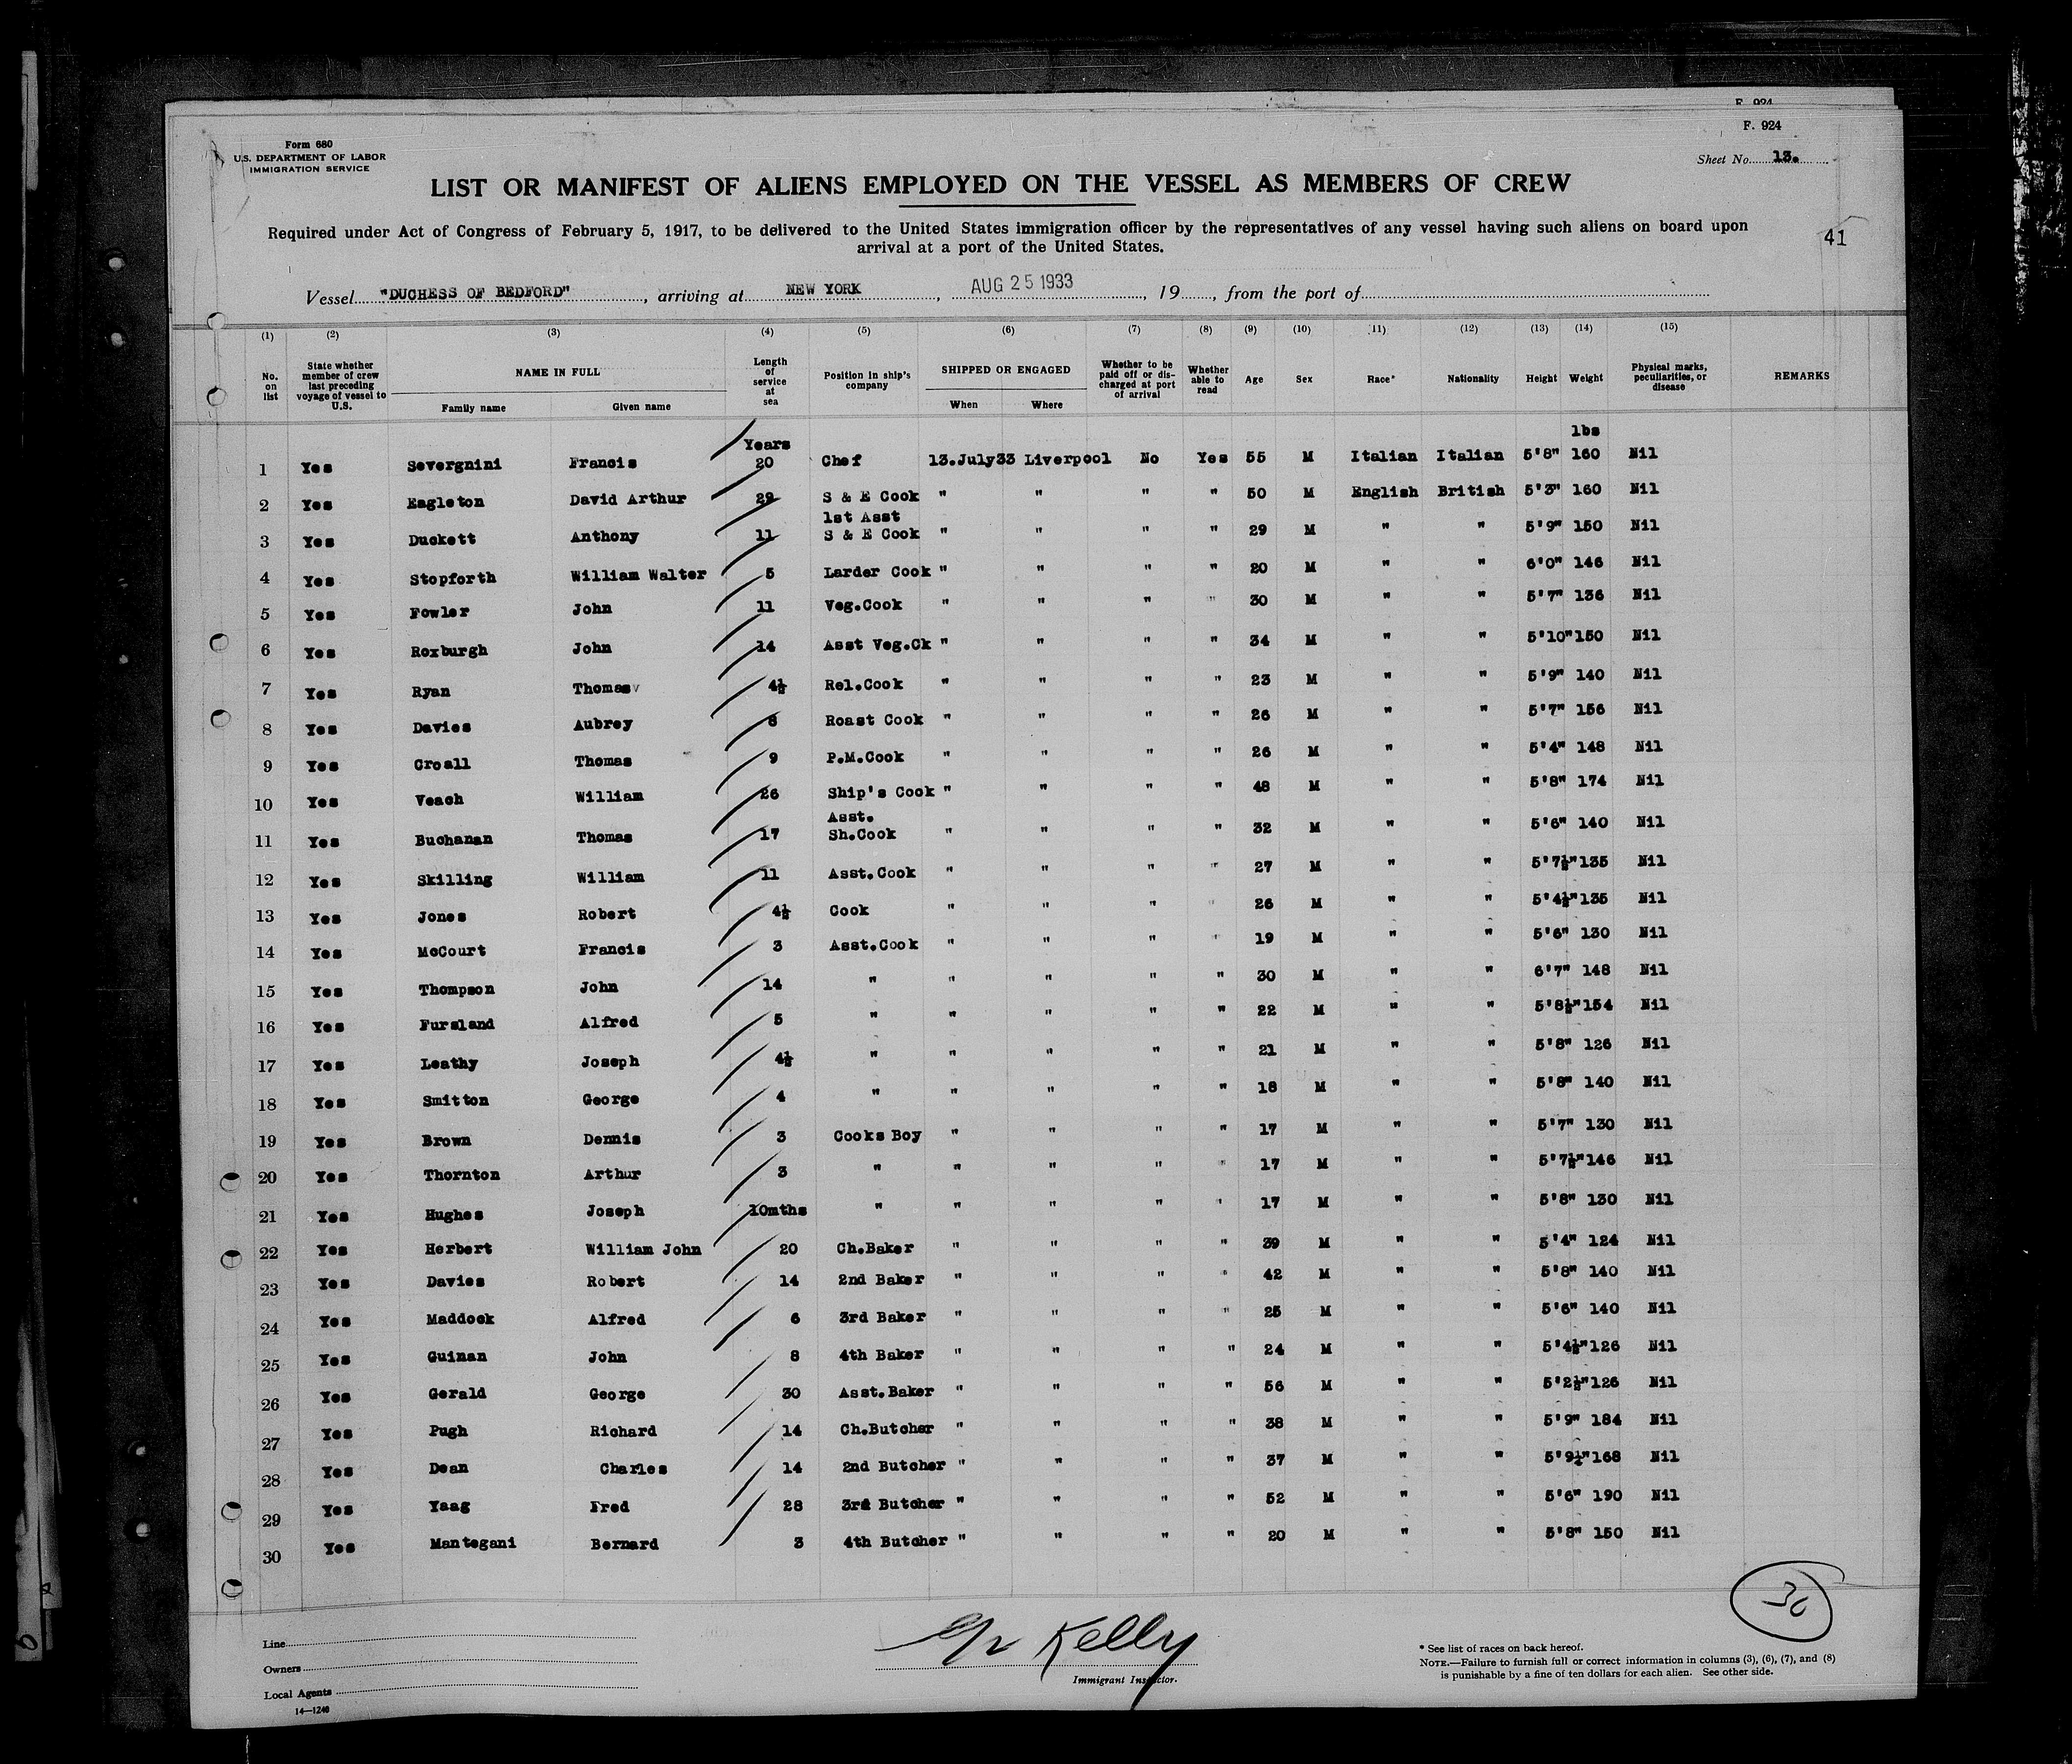 F. 924
F. 924
Form 680
U.S. DEPARTMENT OF LABOR
IMMIGRATION SERVICE
Sheet No. 13.
LIST OR MANIFEST OF ALIENS EMPLOYED ON THE VESSEL AS MEMBERS OF CREW
Required under Act of Congress of February 5, 1917, to be delivered to the United States immigration officer by the representatives of any vessel having such aliens on board upon
arrival at a port of the United States.
41
Vessel "DUCHESS OF BEDFORD", arriving at NEW YORK, AUG 25 1933, 19, from the port of
(1) (2) (3) (4) (5) (6) (7) (8) (9) (10) (11) (12) (13) (14) (15)
No. on list State whether member of crew last preceding voyage of vessel to U.S. NAME IN FULL Family name Given name Length of service at sea Position in ship's company SHIPPED OR ENGAGED When Where Whether to be paid off or discharged at port of arrival Whether able to read Age Sex Race* Nationality Height Weight Physical marks, peculiarities, or disease REMARKS
Years lbs
1 Yes Severgnini Francis 20 Chef 13.July33 Liverpool No Yes 55 M Italian Italian 5'8" 160 Nil
2 Yes Eagleton David Arthur 29 S & E Cook " " " " 50 M English British 5'3" 160 Nil
3 Yes Duckett Anthony 11 1st Asst S & E Cook " " " " 29 M " " 5'9" 150 Nil
4 Yes Stopforth William Walter 5 Larder Cook " " " " 20 M " " 6'0" 146 Nil
5 Yes Fowler John 11 Veg.Cook " " " " 30 M " " 5'7" 136 Nil
6 Yes Roxburgh John 14 Asst Veg.Ck " " " " 34 M " " 5'10" 150 Nil
7 Yes Ryan Thomas 4½ Rel.Cook " " " " 23 M " " 5'9" 140 Nil
8 Yes Davies Aubrey 8 Roast Cook " " " " 26 M " " 5'7" 156 Nil
9 Yes Croall Thomas 9 P.M.Cook " " " " 26 M " " 5'4" 148 Nil
10 Yes Veach William 26 Ship's Cook " " " " 48 M " " 5'8" 174 Nil
11 Yes Buchanan Thomas 17 Asst. Sh.Cook " " " " 32 M " " 5'6" 140 Nil
12 Yes Skilling William 11 Asst.Cook " " " " 27 M " " 5'7½" 135 Nil
13 Yes Jones Robert 4½ Cook " " " " 26 M " " 5'4½" 135 Nil
14 Yes McCourt Francis 3 Asst.Cook " " " " 19 M " " 5'6" 130 Nil
15 Yes Thompson John 14 " " " " " 30 M " " 6'7" 148 Nil
16 Yes Fursland Alfred 5 " " " " " 22 M " " 5'8½" 154 Nil
17 Yes Leathy Joseph 4½ " " " " " 21 M " " 5'8" 126 Nil
18 Yes Smitton George 4 " " " " " 18 M " " 5'8" 140 Nil
19 Yes Brown Dennis 3 Cooks Boy " " " " 17 M " " 5'7" 130 Nil
20 Yes Thornton Arthur 3 " " " " " 17 M " " 5'7½" 146 Nil
21 Yes Hughes Joseph 10mths " " " " " 17 M " " 5'8" 130 Nil
22 Yes Herbert William John 20 Ch.Baker " " " " 39 M " " 5'4" 124 Nil
23 Yes Davies Robert 14 2nd Baker " " " " 42 M " " 5'8" 140 Nil
24 Yes Maddock Alfred 6 3rd Baker " " " " 25 M " " 5'6" 140 Nil
25 Yes Guinan John 8 4th Baker " " " " 24 M " " 5'4½" 126 Nil
26 Yes Gerald George 30 Asst.Baker " " " " 56 M " " 5'2½" 126 Nil
27 Yes Pugh Richard 14 Ch.Butcher " " " " 38 M " " 5'9" 184 Nil
28 Yes Dean Charles 14 2nd Butcher " " " " 37 M " " 5'9½" 168 Nil
29 Yes Yaag Fred 28 3rd Butcher " " " " 52 M " " 5'6" 190 Nil
30 Yes Mantegani Bernard 3 4th Butcher " " " " 20 M " " 5'8" 150 Nil
30
Line
Owners
Local Agents
14—1240
Kelly
Immigrant Inspector.
* See list of races on back hereof.
NOTE.—Failure to furnish full or correct information in columns (3), (6), (7), and (8)
is punishable by a fine of ten dollars for each alien. See other side.